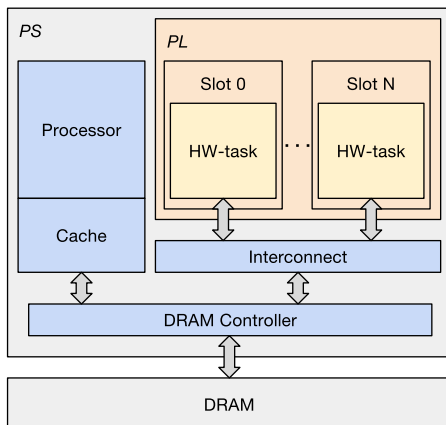 PS
PL
Slot 0
Slot N
Processor
HW-task
. . .
HW-task
Cache
Interconnect
DRAM Controller
DRAM